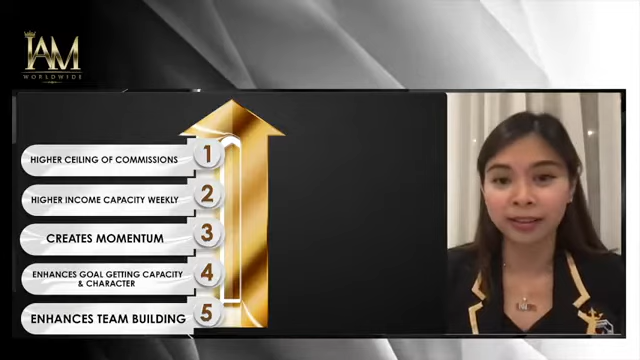 IAM
WORLDWIDE
HIGHER CEILING OF COMMISSIONS 1
HIGHER INCOME CAPACITY WEEKLY 2
CREATES MOMENTUM 3
ENHANCES GOAL GETTING CAPACITY
& CHARACTER 4
ENHANCES TEAM BUILDING 5